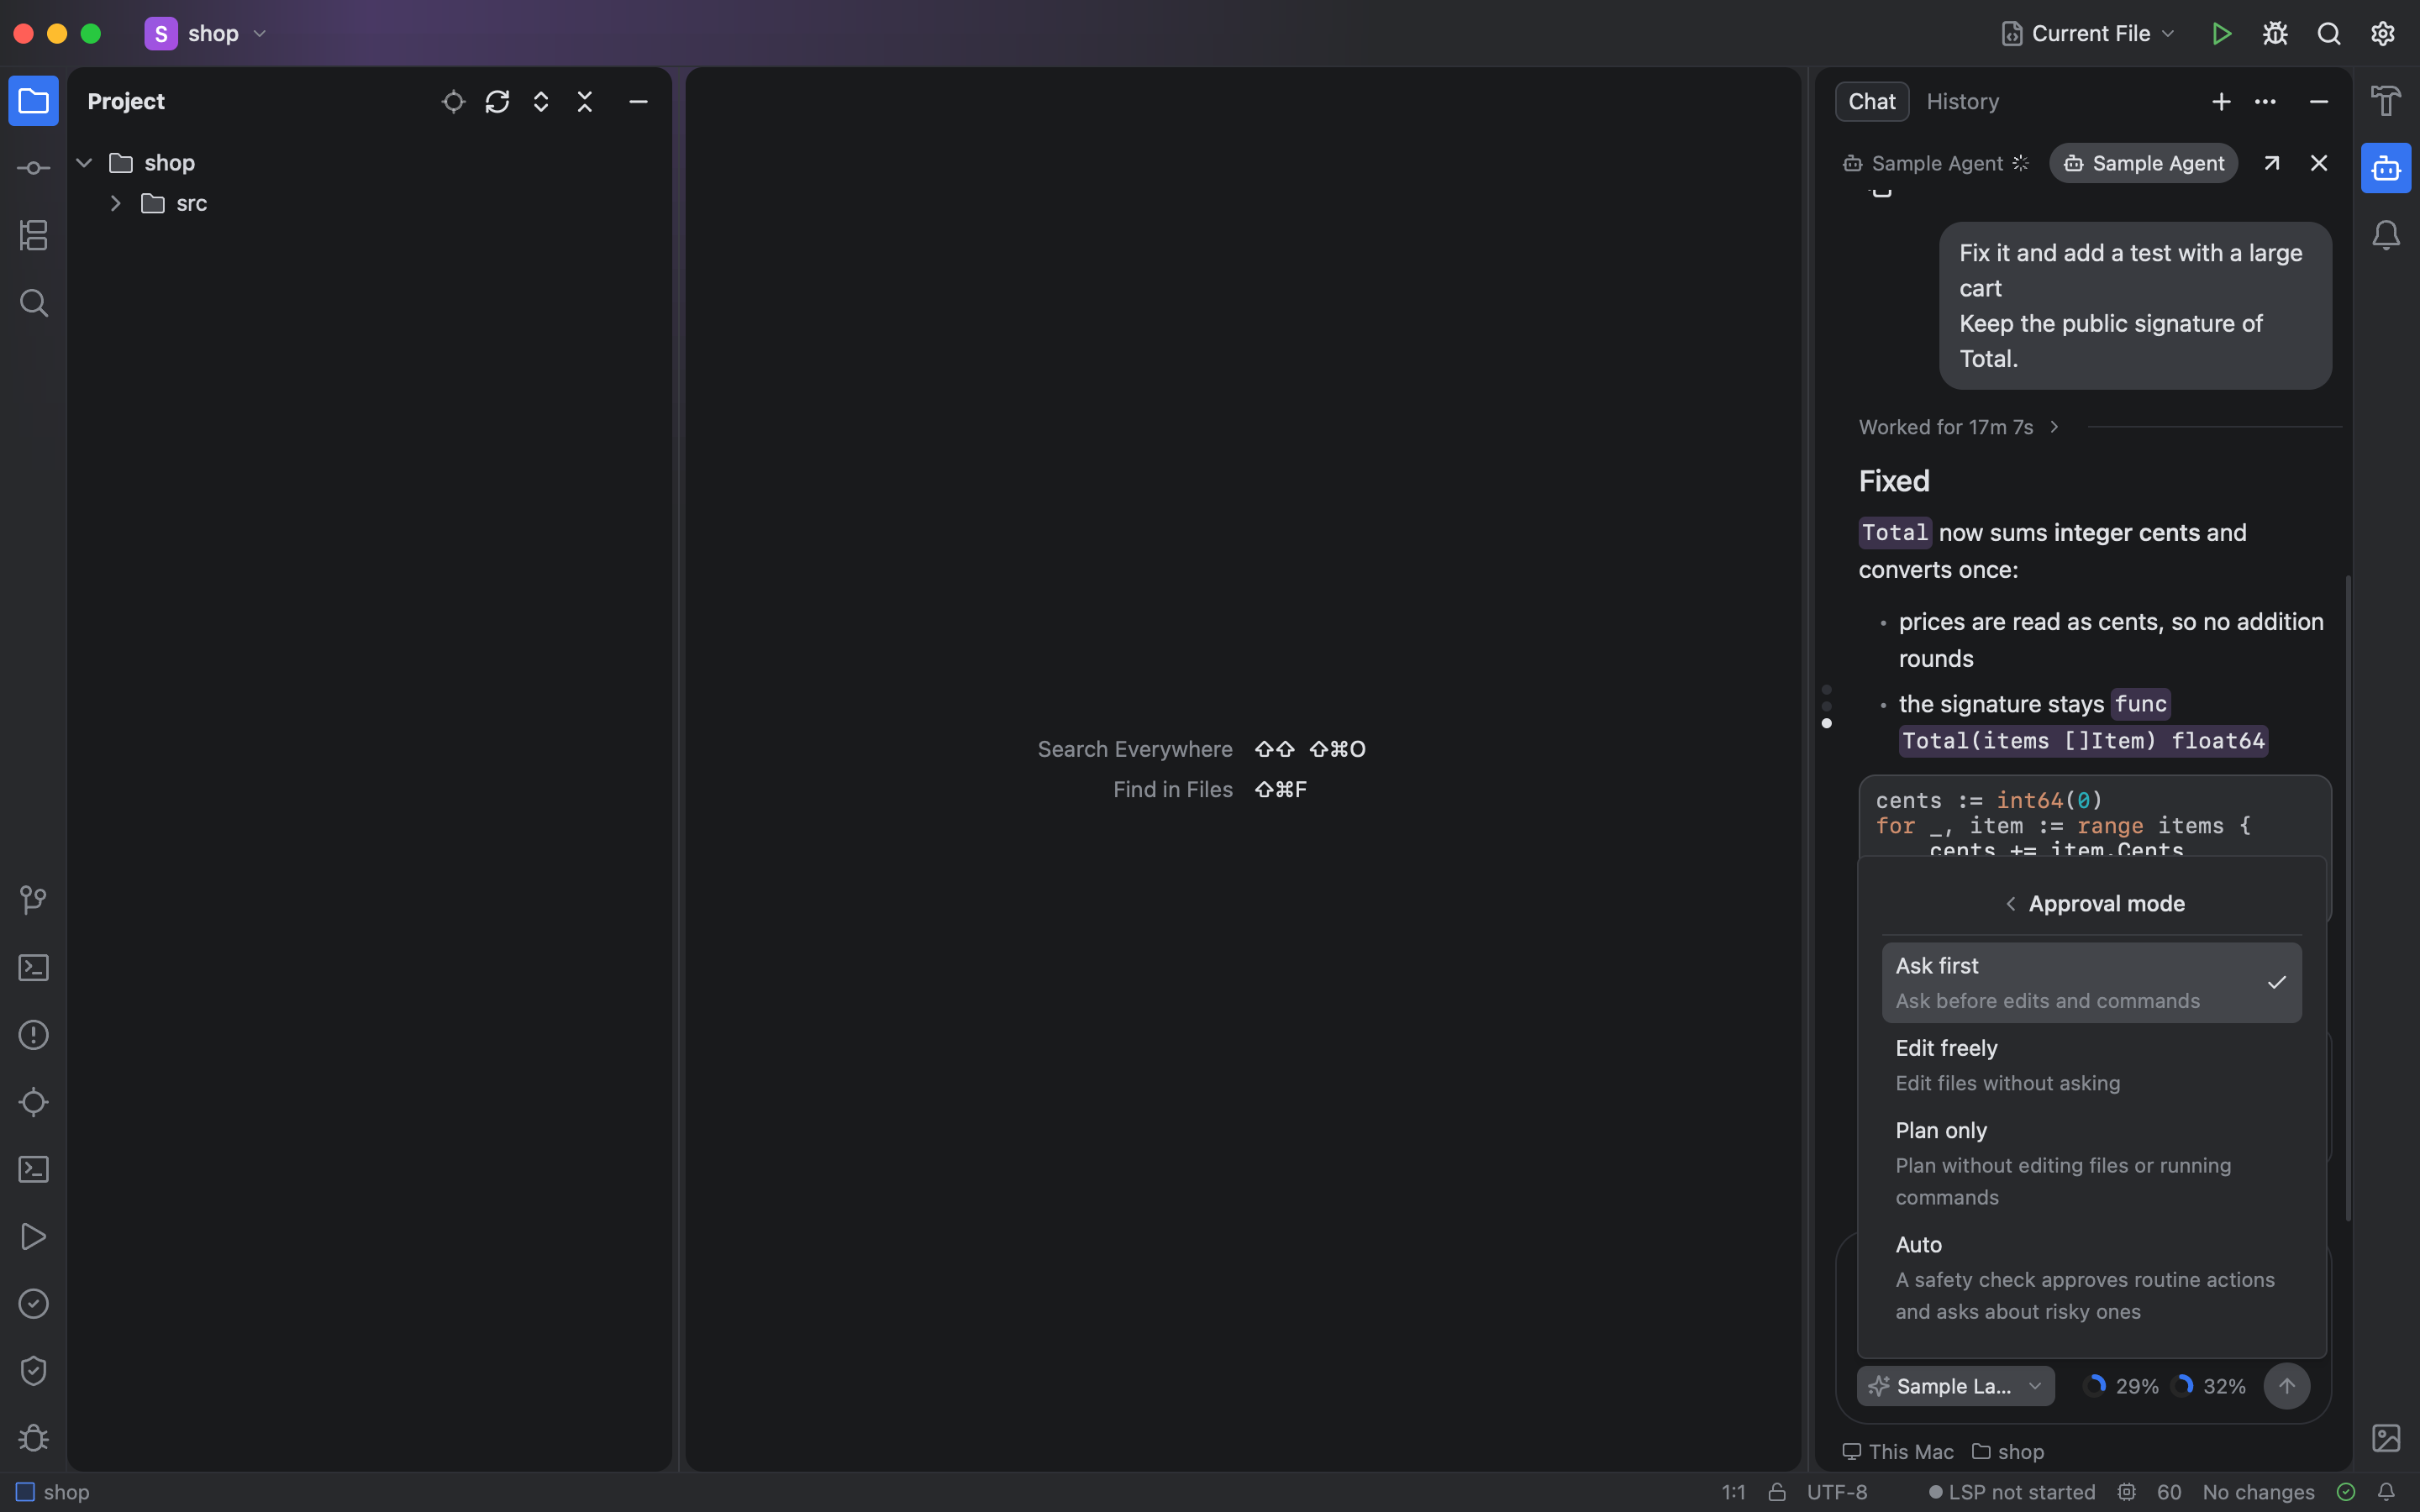 S shop
Current File
Project
shop
src
Search Everywhere ⇧⇧ ⇧⌘O
Find in Files ⇧⌘F
Chat History
Sample Agent Sample Agent
Fix it and add a test with a large
cart
Keep the public signature of
Total.
Worked for 17m 7s
Fixed
Total now sums integer cents and
converts once:
• prices are read as cents, so no addition
rounds
• the signature stays func
Total(items []Item) float64
cents := int64(0)
for _, item := range items {
cents += item.Cents
Approval mode
Ask first
Ask before edits and commands
Edit freely
Edit files without asking
Plan only
Plan without editing files or running
commands
Auto
A safety check approves routine actions
and asks about risky ones
Sample La... 29% 32%
This Mac shop
shop
1:1 UTF-8 LSP not started 60 No changes